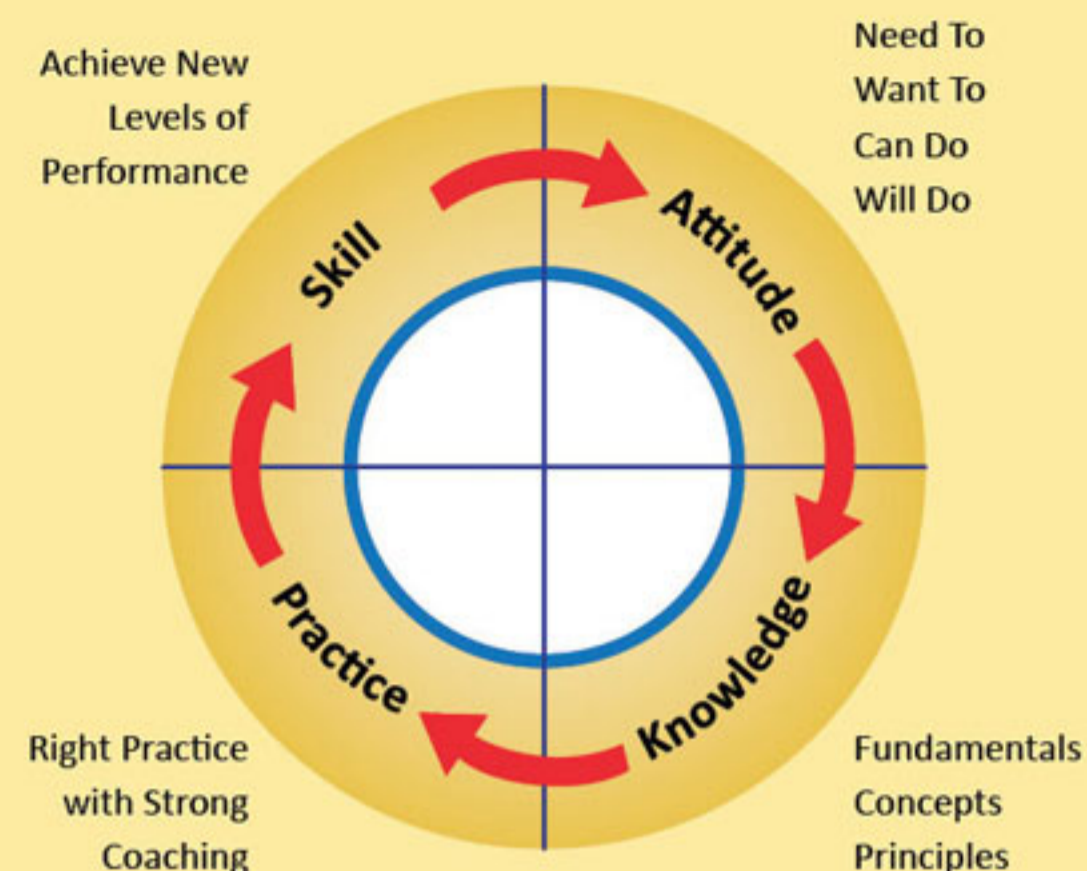 Achieve New
Levels of
Performance
Need To
Want To
Can Do
Will Do
Skill
Attitude
Practice
Knowledge
Right Practice
with Strong
Coaching
Fundamentals
Concepts
Principles